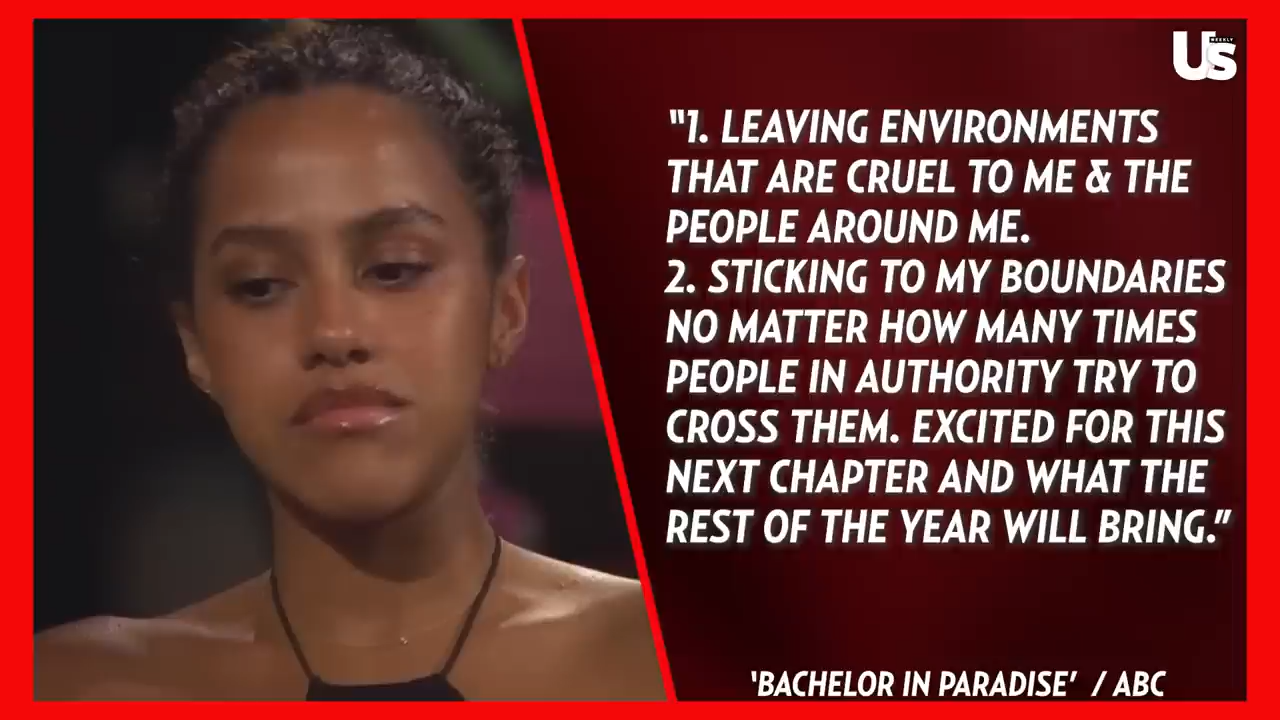 Us
WEEKLY
“1. LEAVING ENVIRONMENTS
THAT ARE CRUEL TO ME & THE
PEOPLE AROUND ME.
2. STICKING TO MY BOUNDARIES
NO MATTER HOW MANY TIMES
PEOPLE IN AUTHORITY TRY TO
CROSS THEM. EXCITED FOR THIS
NEXT CHAPTER AND WHAT THE
REST OF THE YEAR WILL BRING.”
‘BACHELOR IN PARADISE’ / ABC